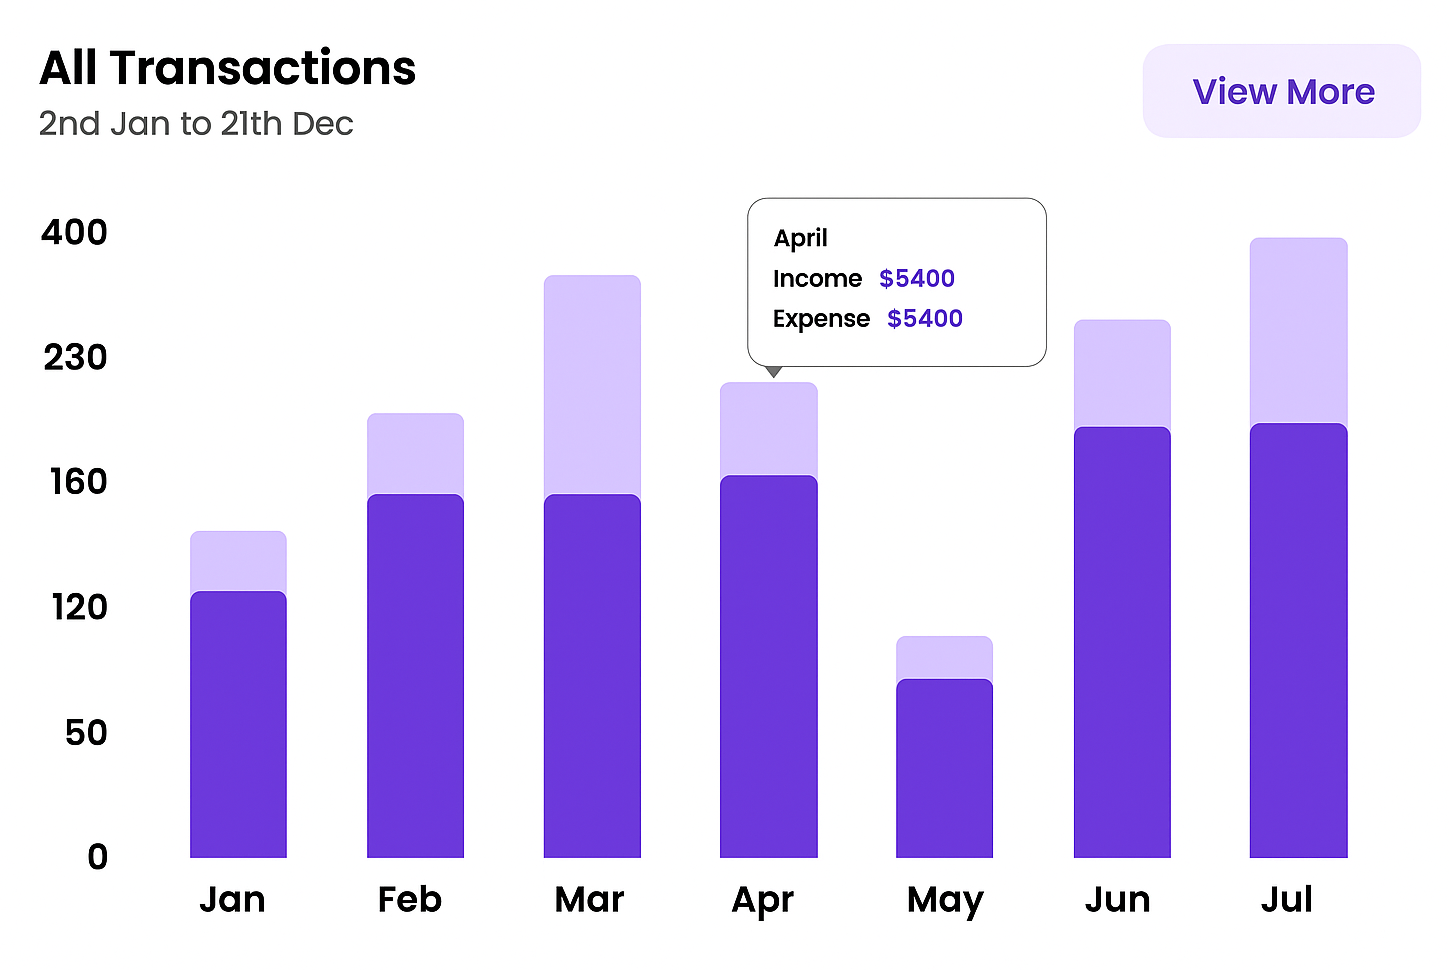 All Transactions
2nd Jan to 21th Dec
View More
400
230
160
120
50
0
April
Income $5400
Expense $5400
Jan Feb Mar Apr May Jun Jul